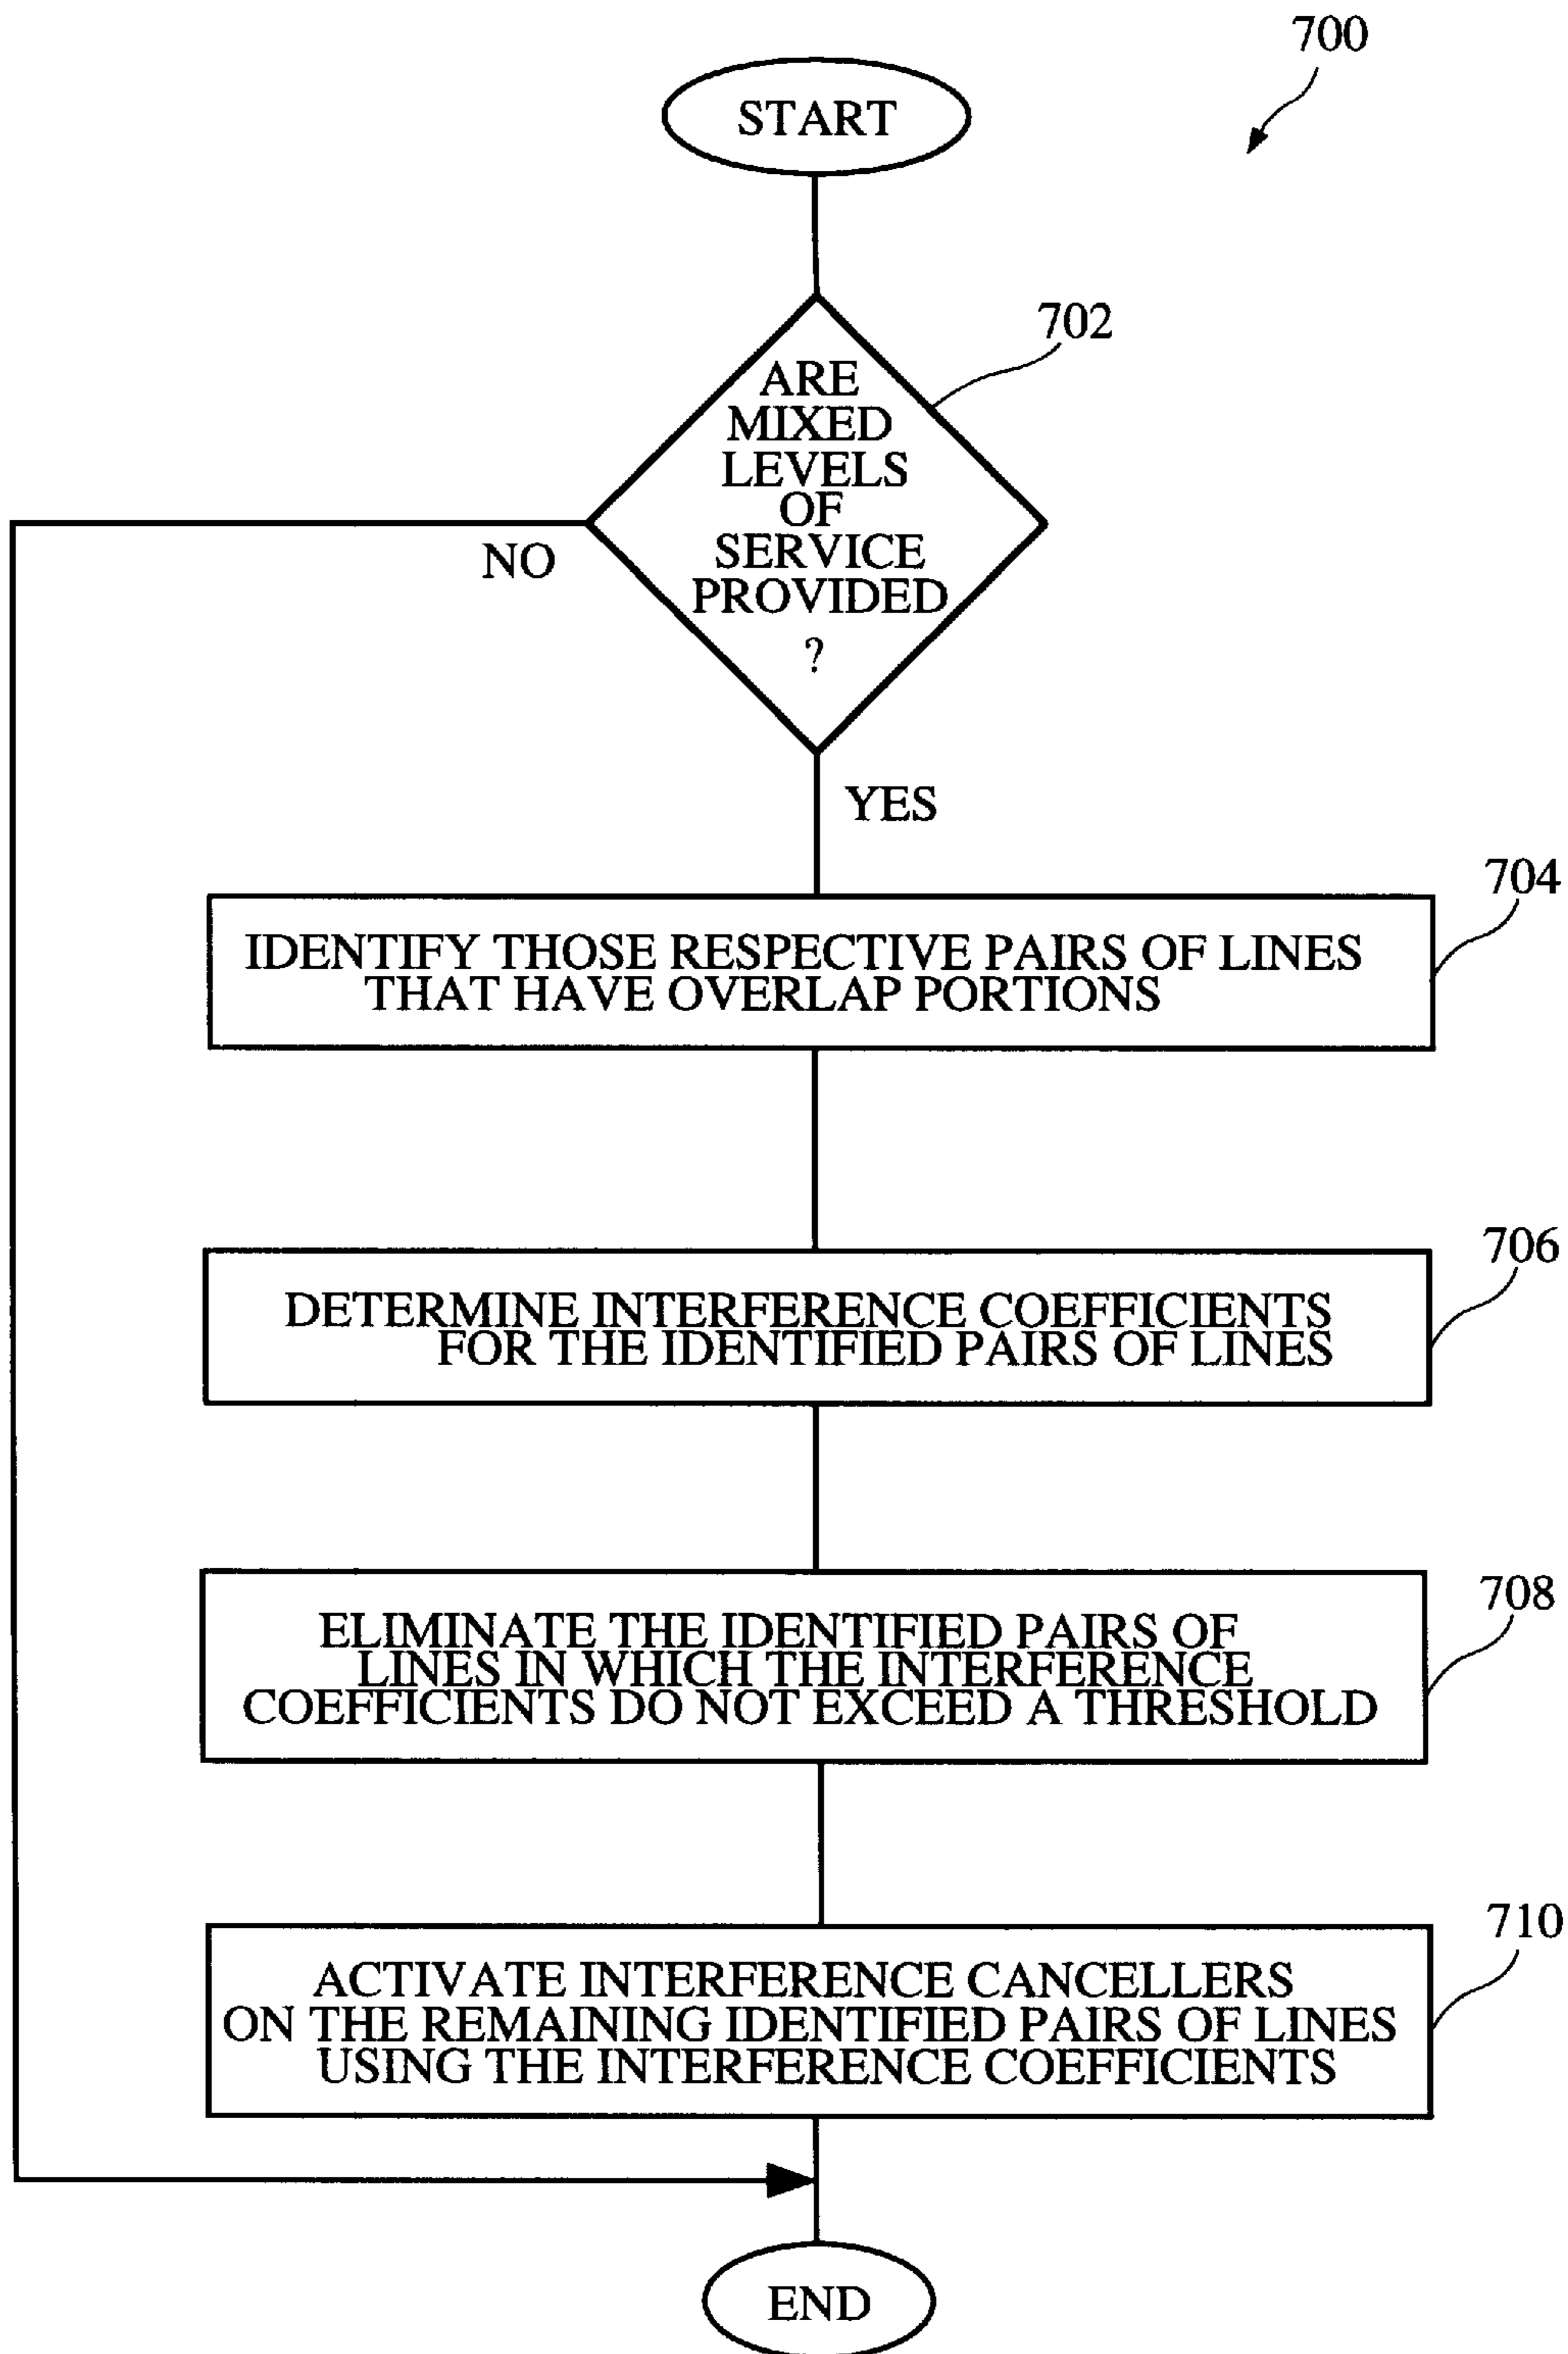 700
START
702
ARE
MIXED
LEVELS
OF
SERVICE
PROVIDED
?
NO
YES
704
IDENTIFY THOSE RESPECTIVE PAIRS OF LINES
THAT HAVE OVERLAP PORTIONS
706
DETERMINE INTERFERENCE COEFFICIENTS
FOR THE IDENTIFIED PAIRS OF LINES
708
ELIMINATE THE IDENTIFIED PAIRS OF
LINES IN WHICH THE INTERFERENCE
COEFFICIENTS DO NOT EXCEED A THRESHOLD
710
ACTIVATE INTERFERENCE CANCELLERS
ON THE REMAINING IDENTIFIED PAIRS OF LINES
USING THE INTERFERENCE COEFFICIENTS
END